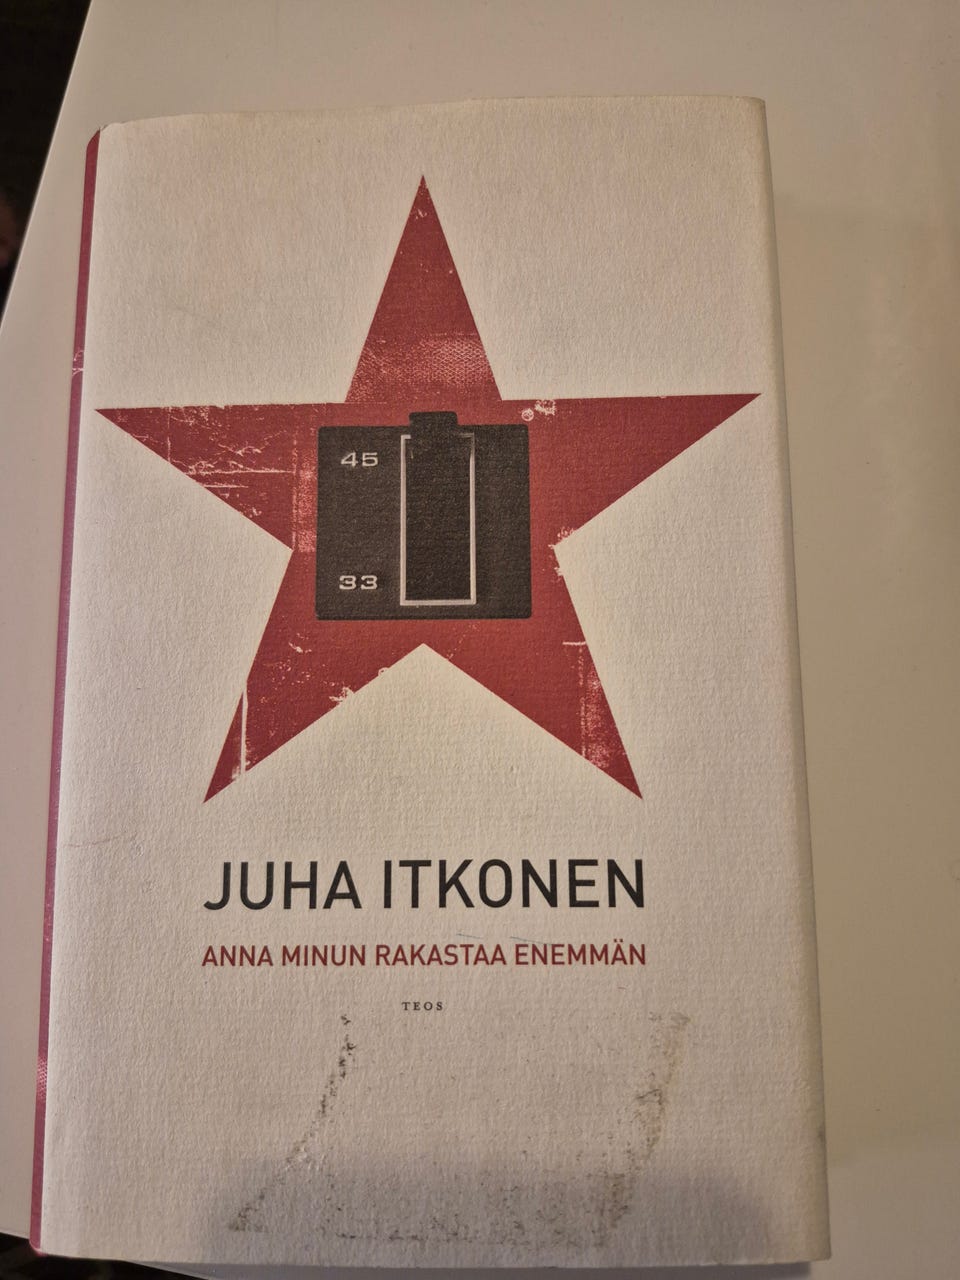 45
33
JUHA ITKONEN
ANNA MINUN RAKASTAA ENEMMÄN
TEOS